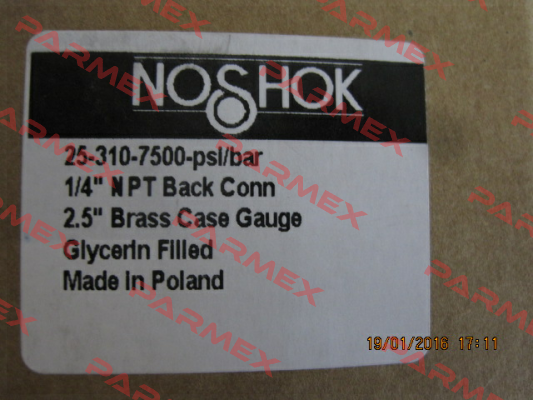 NOSHOK
25-310-7500-psi/bar
1/4" NPT Back Conn
2.5" Brass Case Gauge
Glycerin Filled
Made in Poland
19/01/2016 17:11
PARMEX